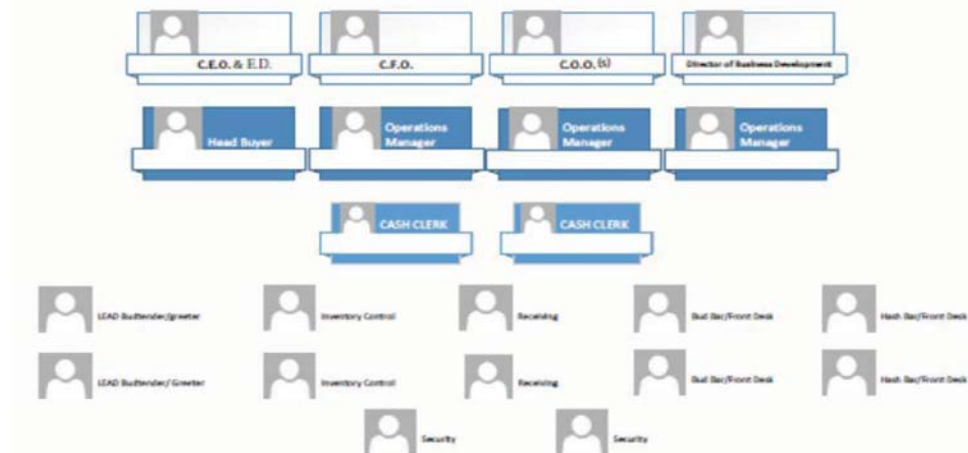 C.E.O. & E.D.
C.F.O.
C.O.O. (s)
Director of Business Development
Head Buyer
Operations
Manager
Operations
Manager
Operations
Manager
CASH CLERK
CASH CLERK
LEAD Budtender/greeter
Inventory Control
Receiving
Bud Bar/Front Desk
Hash Bar/Front Desk
LEAD Budtender/ Greeter
Inventory Control
Receiving
Bud Bar/Front Desk
Hash Bar/Front Desk
Security
Security